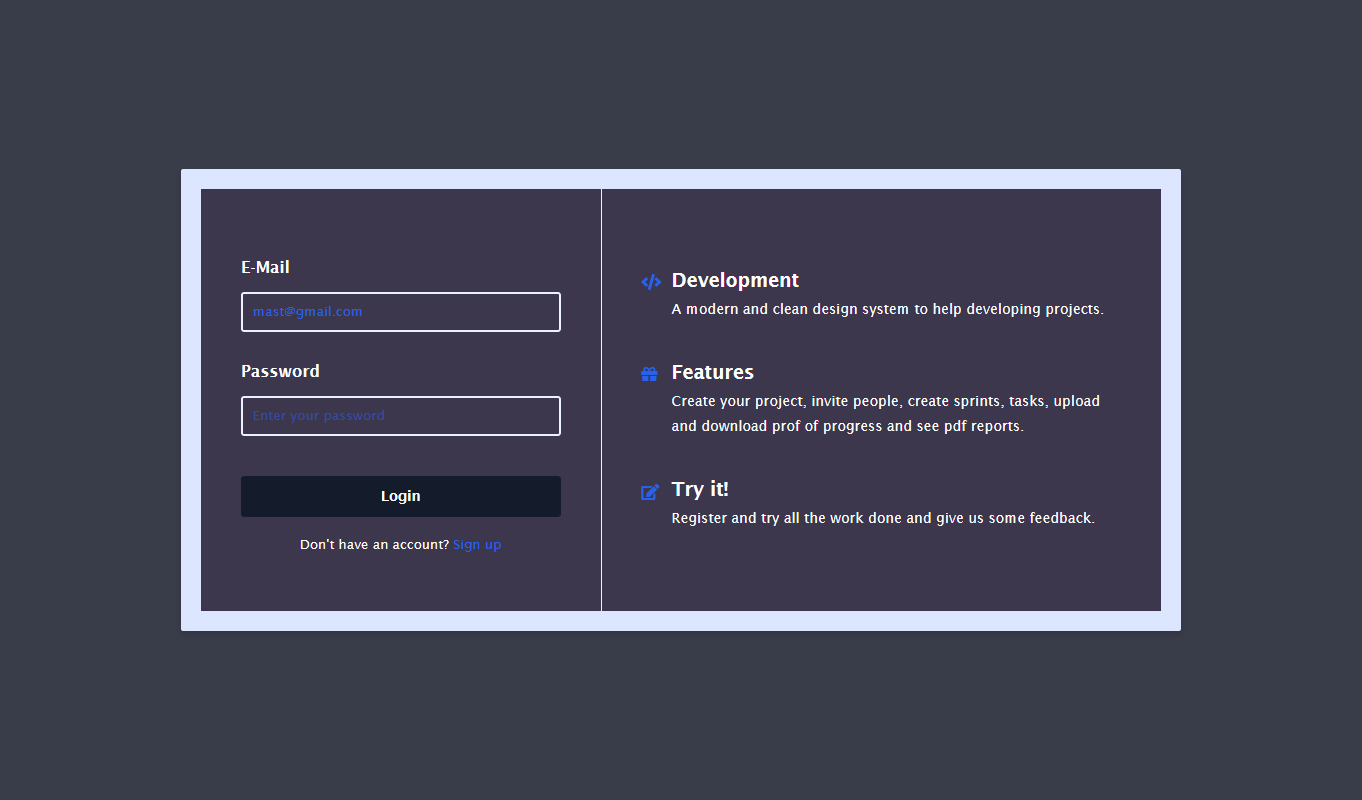 E-Mail
mast@gmail.com
Password
Enter your password
Login
Don't have an account? Sign up
Development
A modern and clean design system to help developing projects.
Features
Create your project, invite people, create sprints, tasks, upload
and download prof of progress and see pdf reports.
Try it!
Register and try all the work done and give us some feedback.